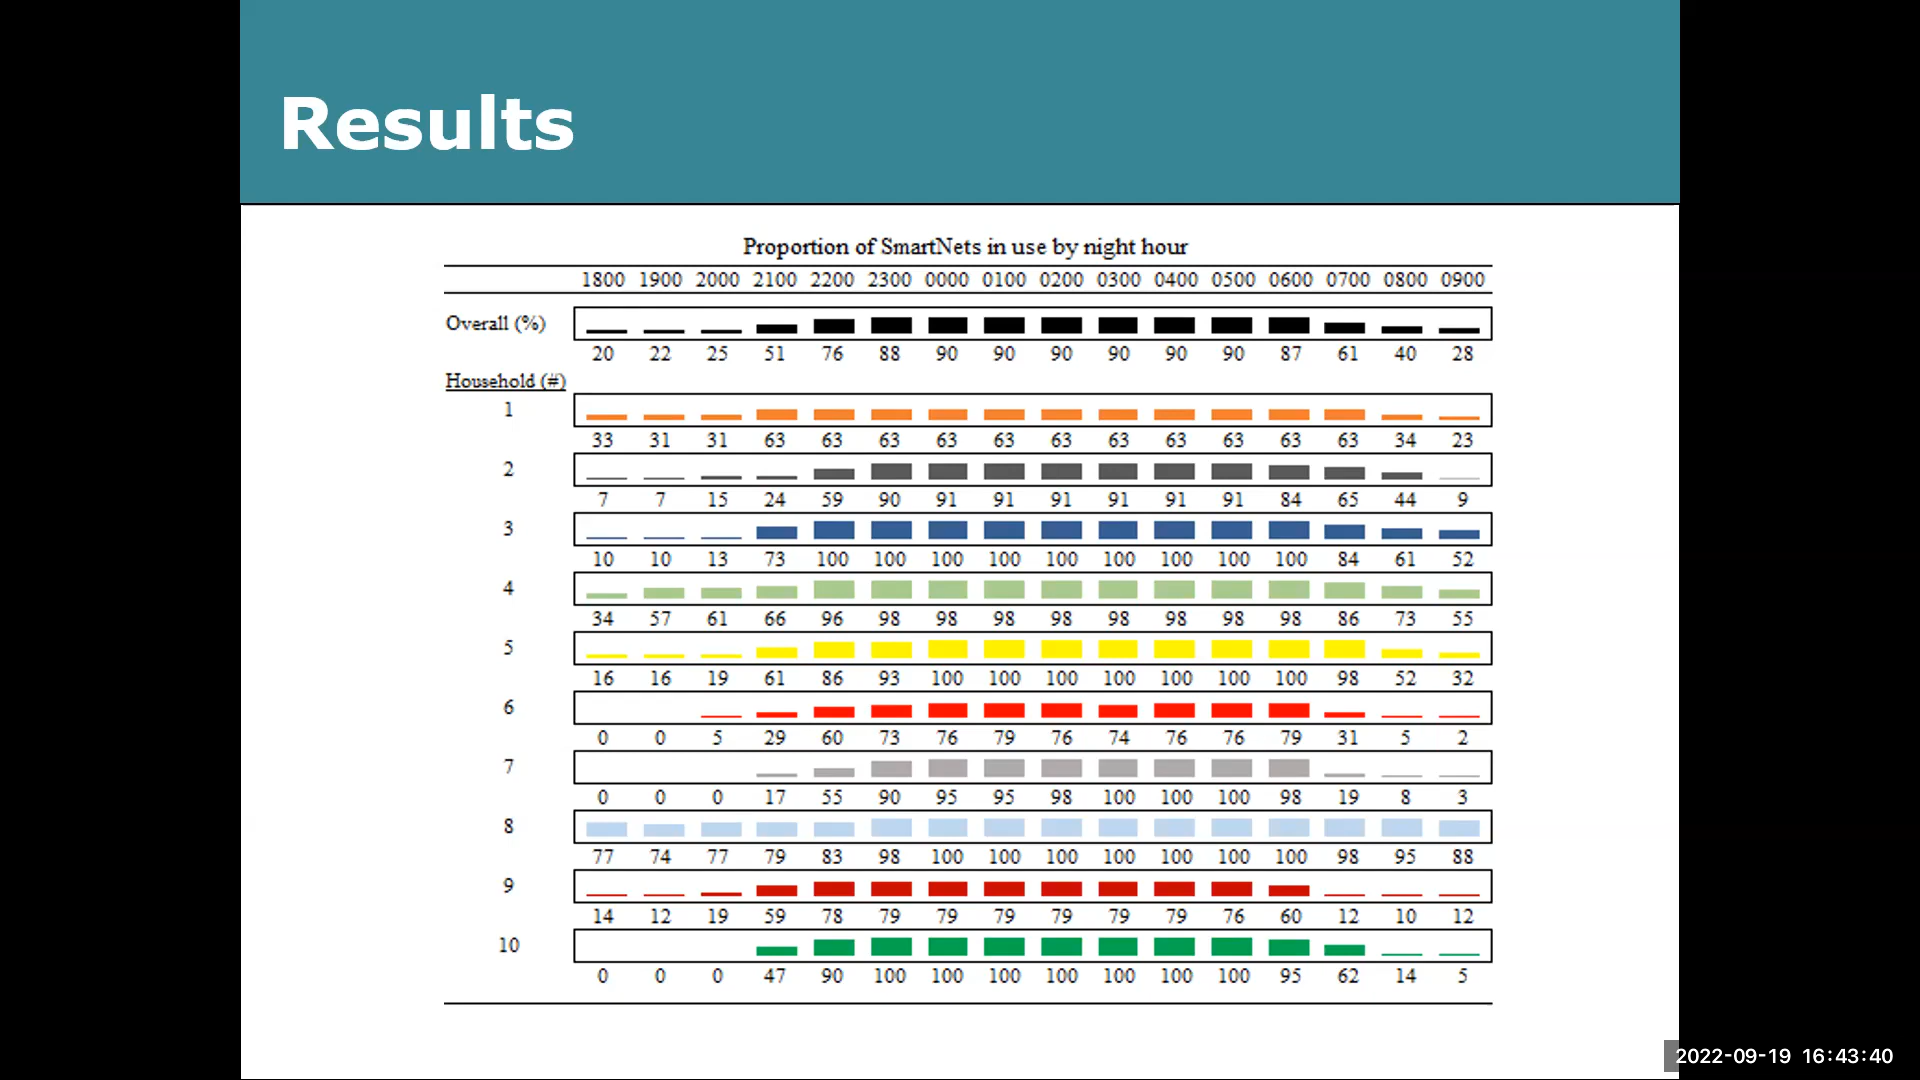 Results
Proportion of SmartNets in use by night hour
1800 1900 2000 2100 2200 2300 0000 0100 0200 0300 0400 0500 0600 0700 0800 0900
Overall (%)
20 22 25 51 76 88 90 90 90 90 90 90 87 61 40 28
Household (#)
1
33 31 31 63 63 63 63 63 63 63 63 63 63 63 34 23
2
7 7 15 24 59 90 91 91 91 91 91 91 84 65 44 9
3
10 10 13 73 100 100 100 100 100 100 100 100 100 84 61 52
4
34 57 61 66 96 98 98 98 98 98 98 98 98 86 73 55
5
16 16 19 61 86 93 100 100 100 100 100 100 100 98 52 32
6
0 0 5 29 60 73 76 79 76 74 76 76 79 31 5 2
7
0 0 0 17 55 90 95 95 98 100 100 100 98 19 8 3
8
77 74 77 79 83 98 100 100 100 100 100 100 100 98 95 88
9
14 12 19 59 78 79 79 79 79 79 79 76 60 12 10 12
10
0 0 0 47 90 100 100 100 100 100 100 100 95 62 14 5
2022-09-19 16:43:40